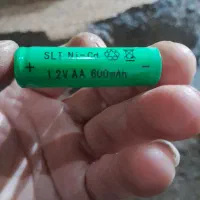 SLT Ni-Cd
+ 1.2V AA 600mAh -